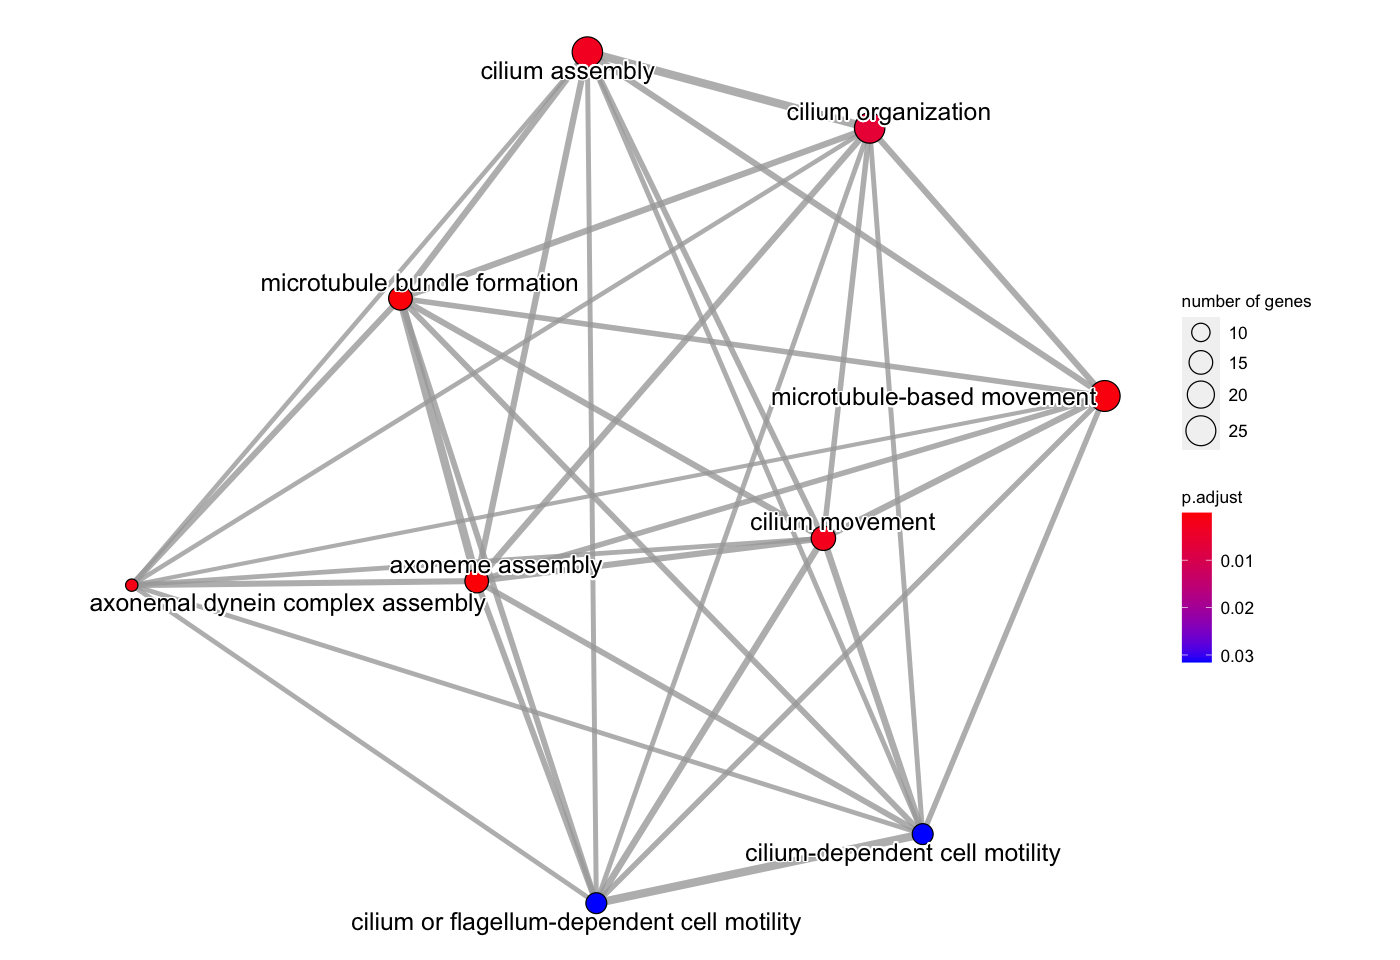 cilium assembly
cilium organization
microtubule bundle formation
number of genes
10
15
microtubule-based movement
20
25
p.adjust
cilium movement
0.01
axoneme assembly
axonemal dynein complex assembly
0.02
0.03
cilium-dependent cell motility
cilium or flagellum-dependent cell motility